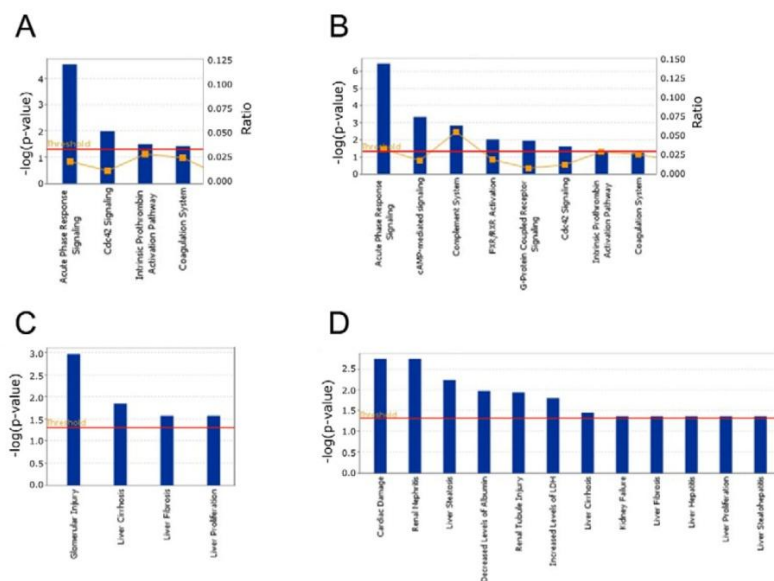 A
-log(p-value)
4
3
2
1
0
Threshold
0.125
0.100
0.075
0.050
0.025
0.000
Ratio
Acute Phase Response
Signaling
Cdc42 Signaling
Intrinsic Prothrombin
Activation Pathway
Coagulation System
B
-log(p-value)
6
5
4
3
2
1
0
Threshold
0.150
0.125
0.100
0.075
0.050
0.025
0.000
Ratio
Acute Phase Response
Signaling
cAMP-mediated signaling
Complement System
FXR/RXR Activation
G-Protein Coupled Receptor
Signaling
Cdc42 Signaling
Intrinsic Prothrombin
Activation Pathway
Coagulation System
C
-log(p-value)
3.0
2.5
2.0
1.5
1.0
0.5
0.0
Threshold
Glomerular Injury
Liver Cirrhosis
Liver Fibrosis
Liver Proliferation
D
-log(p-value)
2.5
2.0
1.5
1.0
0.5
0.0
Threshold
Cardiac Damage
Renal Nephritis
Liver Steatosis
Decreased Levels of Albumin
Renal Tubule Injury
Increased Levels of LDH
Liver Cirrhosis
Kidney Failure
Liver Fibrosis
Liver Hepatitis
Liver Proliferation
Liver Steatohepatitis